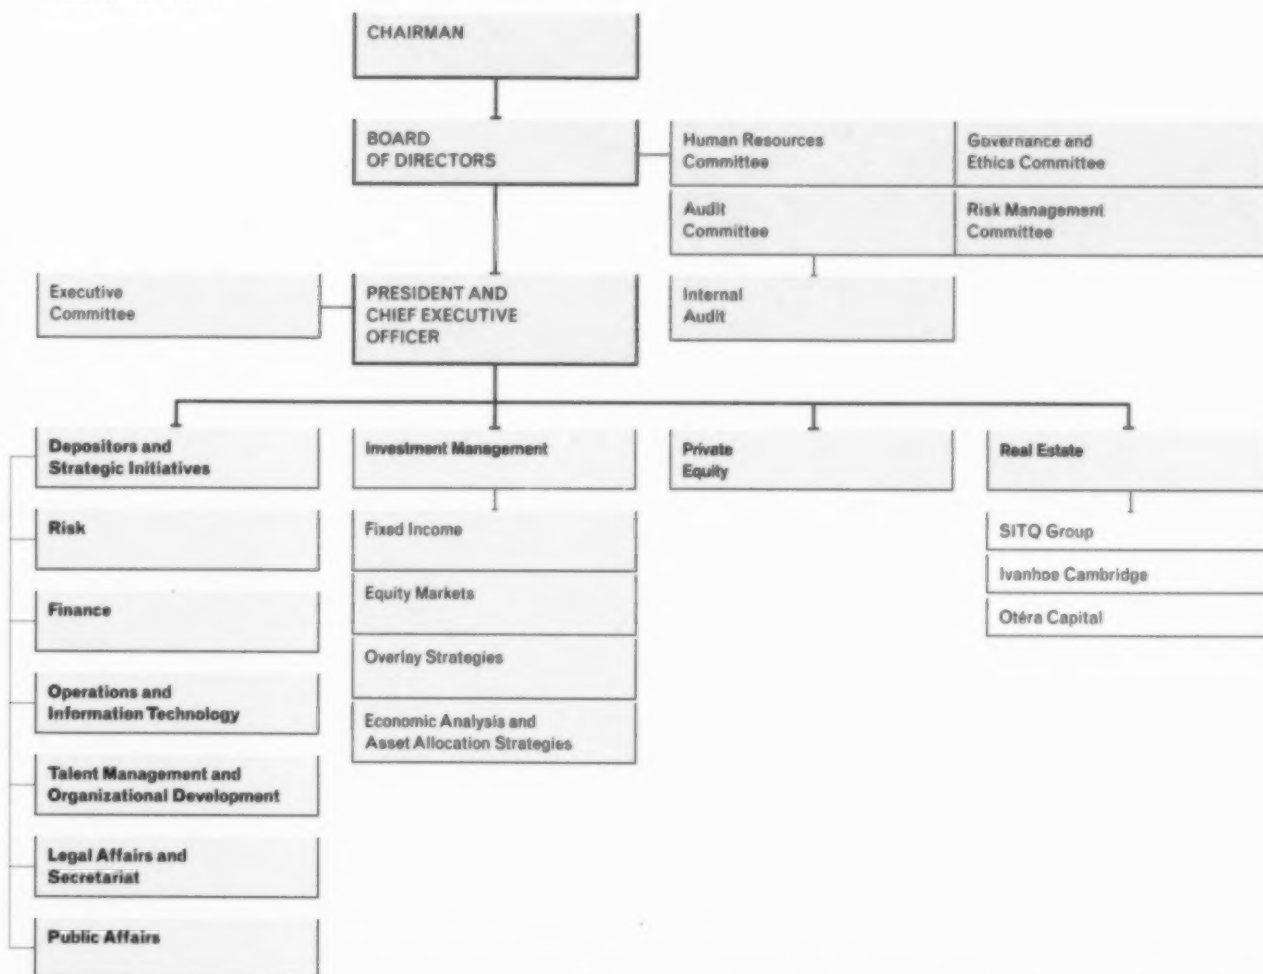 CHAIRMAN
BOARD
OF DIRECTORS
Human Resources
Committee
Governance and
Ethics Committee
Audit
Committee
Risk Management
Committee
Executive
Committee
PRESIDENT AND
CHIEF EXECUTIVE
OFFICER
Internal
Audit
Depositors and
Strategic Initiatives
Investment Management
Private
Equity
Real Estate
Risk
Finance
Operations and
Information Technology
Talent Management and
Organizational Development
Legal Affairs and
Secretariat
Public Affairs
Fixed Income
Equity Markets
Overlay Strategies
Economic Analysis and
Asset Allocation Strategies
SITQ Group
Ivanhoe Cambridge
Otéra Capital